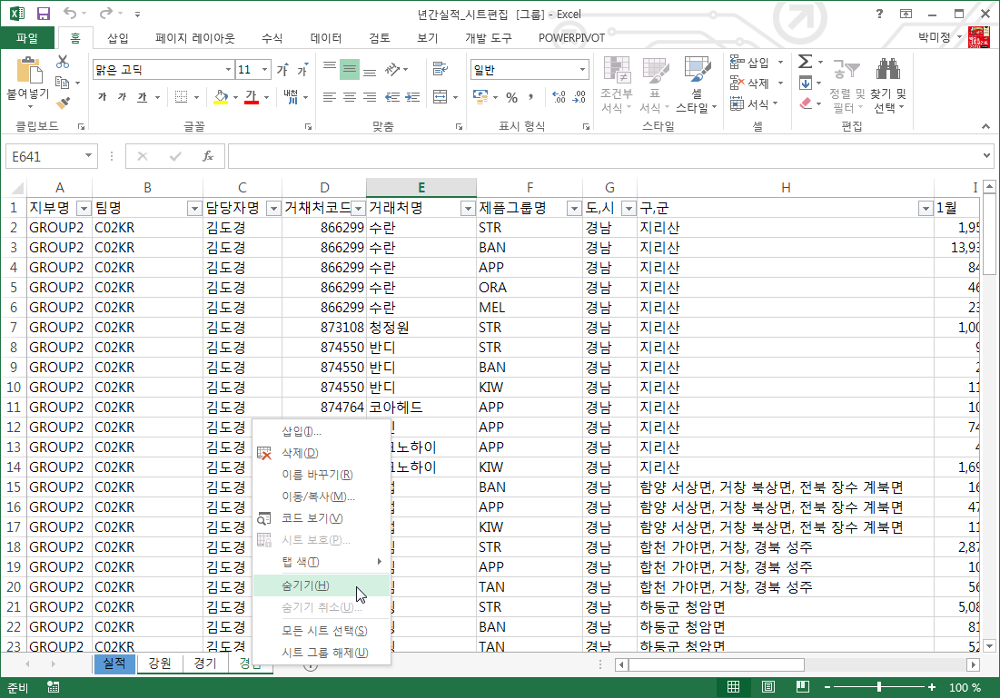 년간실적_시트편집 [그룹] - Excel
파일 홈 삽입 페이지 레이아웃 수식 데이터 검토 보기 개발 도구 POWERPIVOT 박미정
맑은 고딕 11 가 가 일반 삽입
붙여넣기 가 가 가 가 내천 % , 조건부 서식 표 서식 셀 스타일 삭제 서식 정렬 및 필터 찾기 및 선택
클립보드 글꼴 맞춤 표시 형식 스타일 셀 편집
E641 fx
A B C D E F G H I
1 지부명 팀명 담당자명 거채처코드 거래처명 제품그룹명 도,시 구,군 1월
2 GROUP2 C02KR 김도경 866299 수란 STR 경남 지리산 1,95
3 GROUP2 C02KR 김도경 866299 수란 BAN 경남 지리산 13,93
4 GROUP2 C02KR 김도경 866299 수란 APP 경남 지리산 84
5 GROUP2 C02KR 김도경 866299 수란 ORA 경남 지리산 46
6 GROUP2 C02KR 김도경 866299 수란 MEL 경남 지리산 23
7 GROUP2 C02KR 김도경 873108 청정원 STR 경남 지리산 1,00
8 GROUP2 C02KR 김도경 874550 반디 STR 경남 지리산 9
9 GROUP2 C02KR 김도경 874550 반디 BAN 경남 지리산 2
10 GROUP2 C02KR 김도경 874550 반디 KIW 경남 지리산 11
11 GROUP2 C02KR 김도경 874764 코아헤드 APP 경남 지리산 10
12 GROUP2 C02KR 김도경 APP 경남 지리산 74
13 GROUP2 C02KR 김도경 크노하이 APP 경남 지리산 4
14 GROUP2 C02KR 김도경 크노하이 KIW 경남 지리산 1,69
15 GROUP2 C02KR 김도경 BAN 경남 함양 서상면, 거창 북상면, 전북 장수 계북면 16
16 GROUP2 C02KR 김도경 APP 경남 함양 서상면, 거창 북상면, 전북 장수 계북면 47
17 GROUP2 C02KR 김도경 KIW 경남 함양 서상면, 거창 북상면, 전북 장수 계북면 11
18 GROUP2 C02KR 김도경 STR 경남 합천 가야면, 거창, 경북 성주 2,87
19 GROUP2 C02KR 김도경 APP 경남 합천 가야면, 거창, 경북 성주 10
20 GROUP2 C02KR 김도경 TAN 경남 합천 가야면, 거창, 경북 성주 56
21 GROUP2 C02KR 김도경 STR 경남 하동군 청암면 5,08
22 GROUP2 C02KR 김도경 BAN 경남 하동군 청암면 81
23 GROUP2 C02KR 김도경 TAN 경남 하동군 청암면 52
삽입(I)...
삭제(D)
이름 바꾸기(R)
이동/복사(M)...
코드 보기(V)
시트 보호(P)...
탭 색(T)
숨기기(H)
숨기기 취소(U)...
모든 시트 선택(S)
시트 그룹 해제(U)
실적 강원 경기 경남
준비 100 %